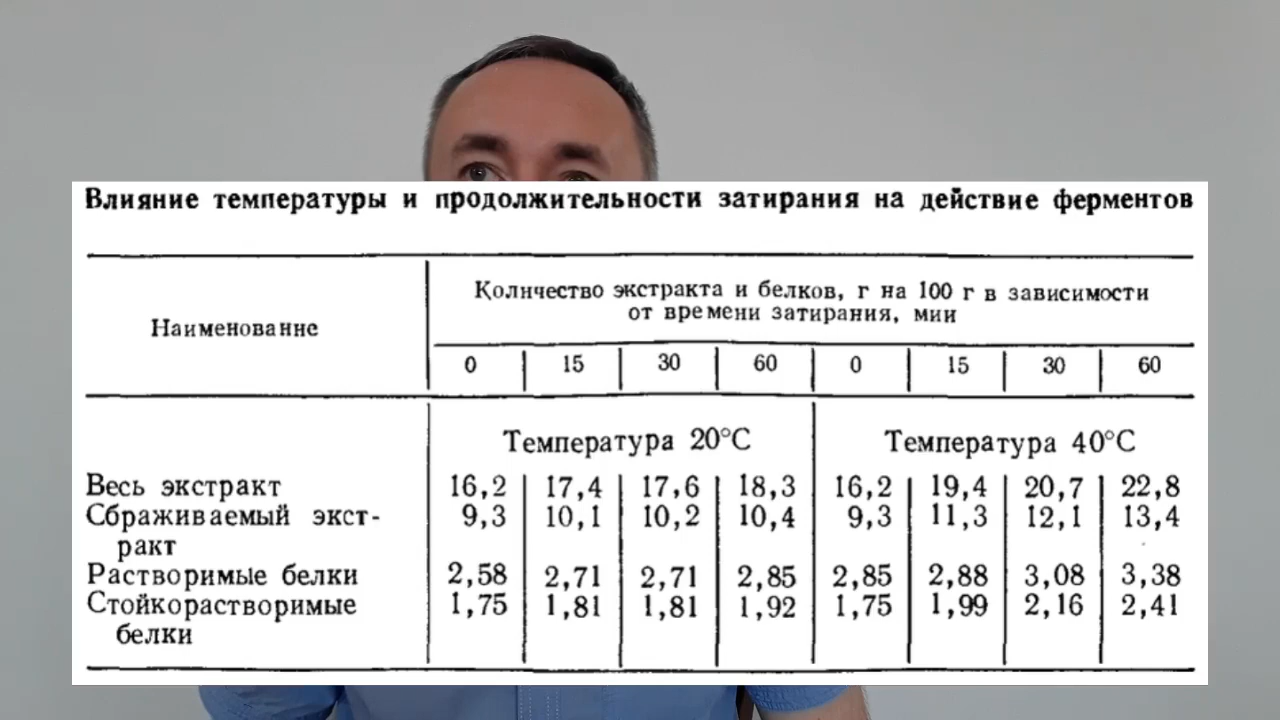 Влияние температуры и продолжительности затирания на действие ферментов
Количество экстракта и белков, г на 100 г в зависимости
от времени затирания, мии
Наименование
0 15 30 60 0 15 30 60
Температура 20°C Температура 40°C
Весь экстракт 16,2 17,4 17,6 18,3 16,2 19,4 20,7 22,8
Сбраживаемый экст- 9,3 10,1 10,2 10,4 9,3 11,3 12,1 13,4
ракт
Растворимые белки 2,58 2,71 2,71 2,85 2,85 2,88 3,08 3,38
Стойкорастворимые 1,75 1,81 1,81 1,92 1,75 1,99 2,16 2,41
белки